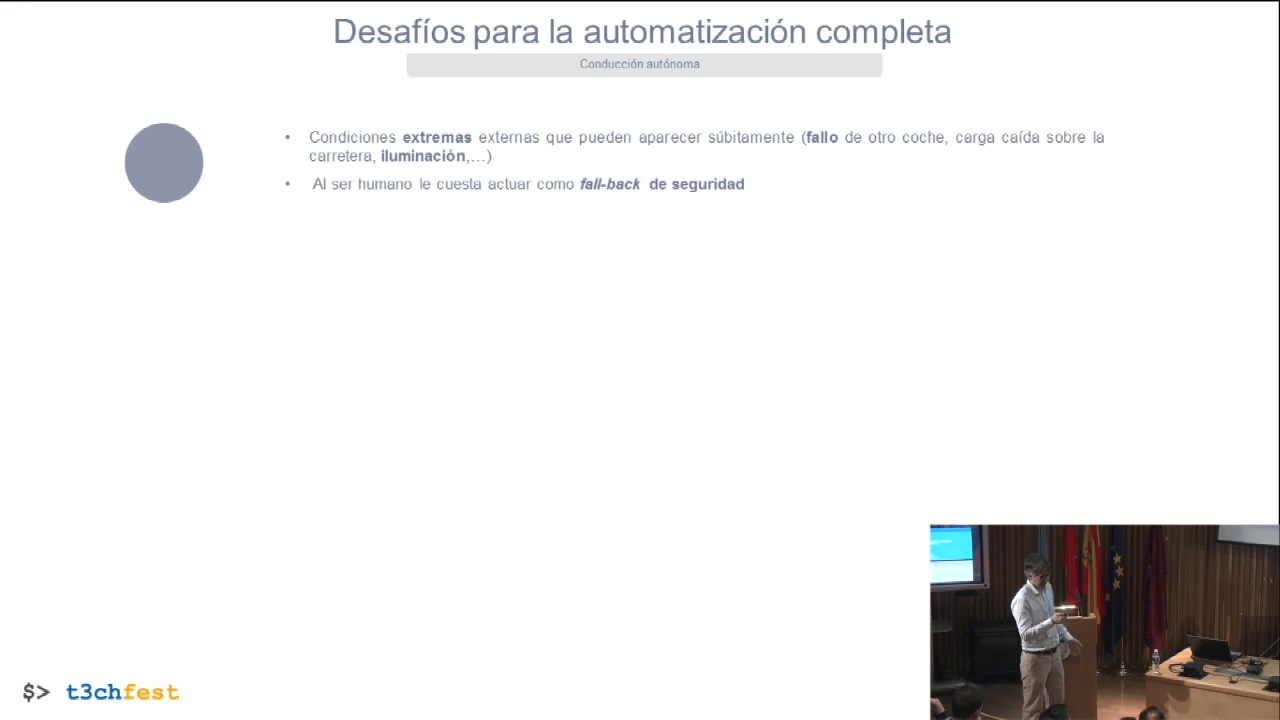 Desafíos para la automatización completa
Conducción autónoma
• Condiciones extremas externas que pueden aparecer súbitamente (fallo de otro coche, carga caída sobre la
carretera, iluminación,…)
• Al ser humano le cuesta actuar como fall-back de seguridad
$> t3chfest